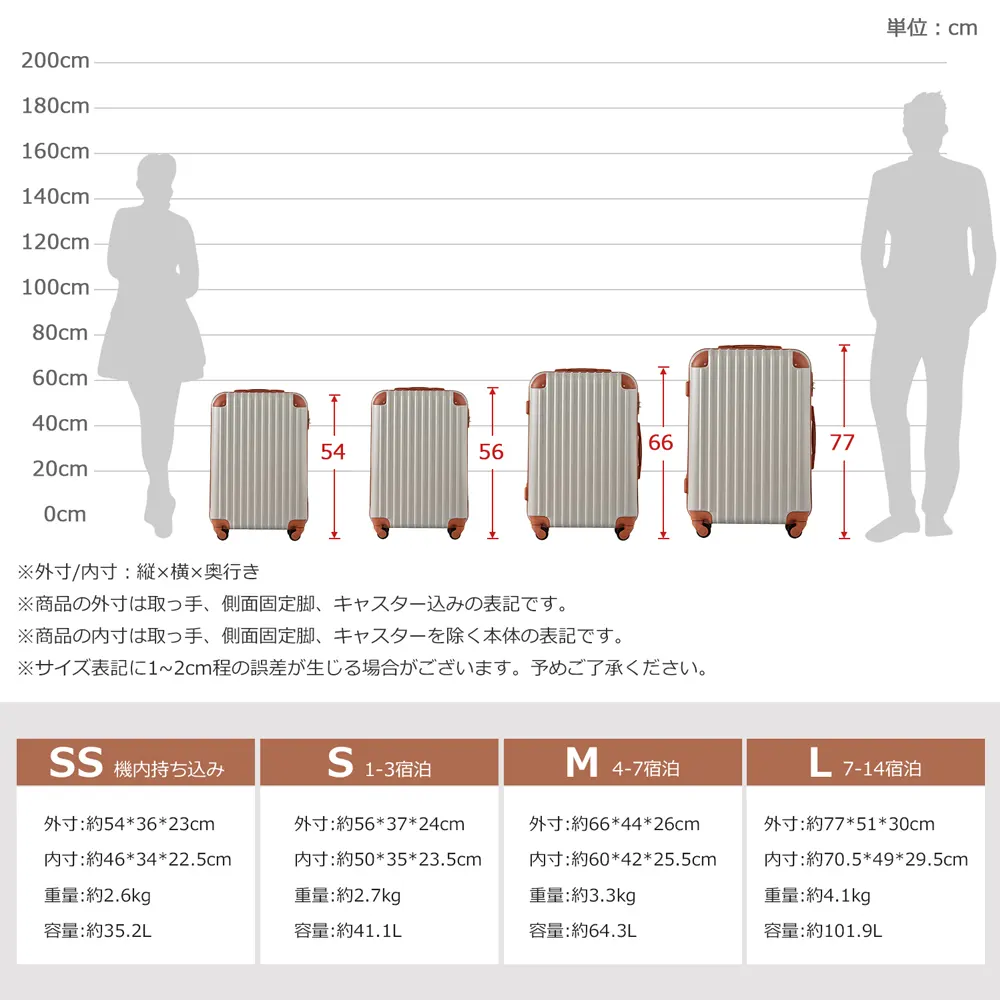 単位：cm
200cm
180cm
160cm
140cm
120cm
100cm
80cm
60cm
40cm
20cm
0cm
54
56
66
77
※外寸/内寸：縦×横×奥行き
※商品の外寸は取っ手、側面固定脚、キャスター込みの表記です。
※商品の内寸は取っ手、側面固定脚、キャスターを除く本体の表記です。
※サイズ表記に1~2cm程の誤差が生じる場合がございます。予めご了承ください。
SS 機内持ち込み
外寸:約54*36*23cm
内寸:約46*34*22.5cm
重量:約2.6kg
容量:約35.2L
S 1-3宿泊
外寸:約56*37*24cm
内寸:約50*35*23.5cm
重量:約2.7kg
容量:約41.1L
M 4-7宿泊
外寸:約66*44*26cm
内寸:約60*42*25.5cm
重量:約3.3kg
容量:約64.3L
L 7-14宿泊
外寸:約77*51*30cm
内寸:約70.5*49*29.5cm
重量:約4.1kg
容量:約101.9L